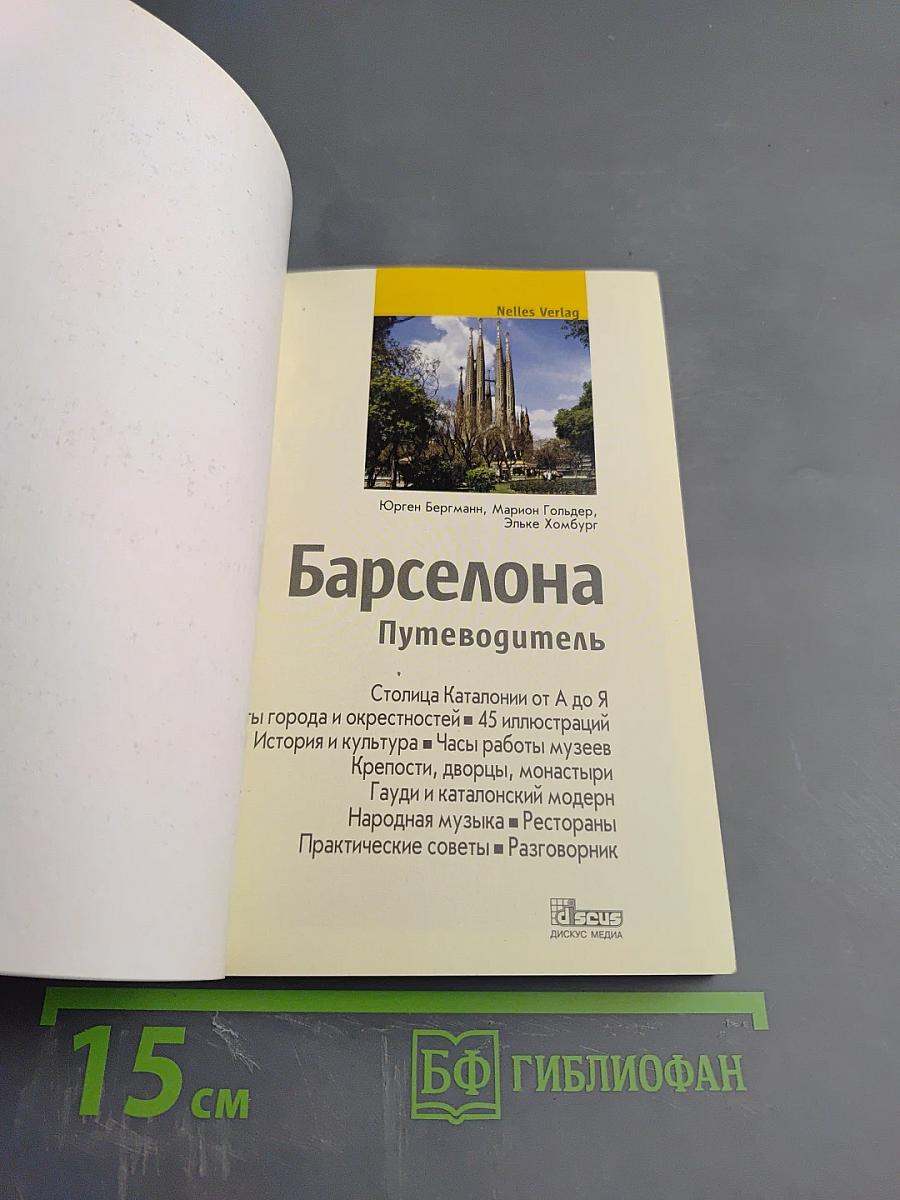 Nelles Verlag
Юрген Бергманн, Марион Гольдер,
Эльке Хомбург
Барселона
Путеводитель
Столица Каталонии от А до Я
города и окрестностей ■ 45 иллюстраций
История и культура ■ Часы работы музеев
Крепости, дворцы, монастыри
Гауди и каталонский модерн
Народная музыка ■ Рестораны
Практические советы ■ Разговорник
discus
ДИСКУС МЕДИА
15 см
БФ ГИБЛИОФАН